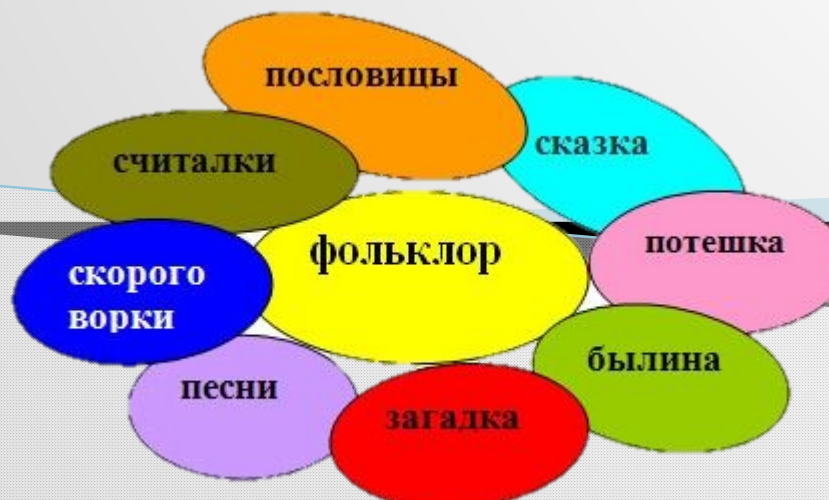 пословицы
сказка
считалки
потешка
фольклор
скорого
ворки
былина
песни
загадка